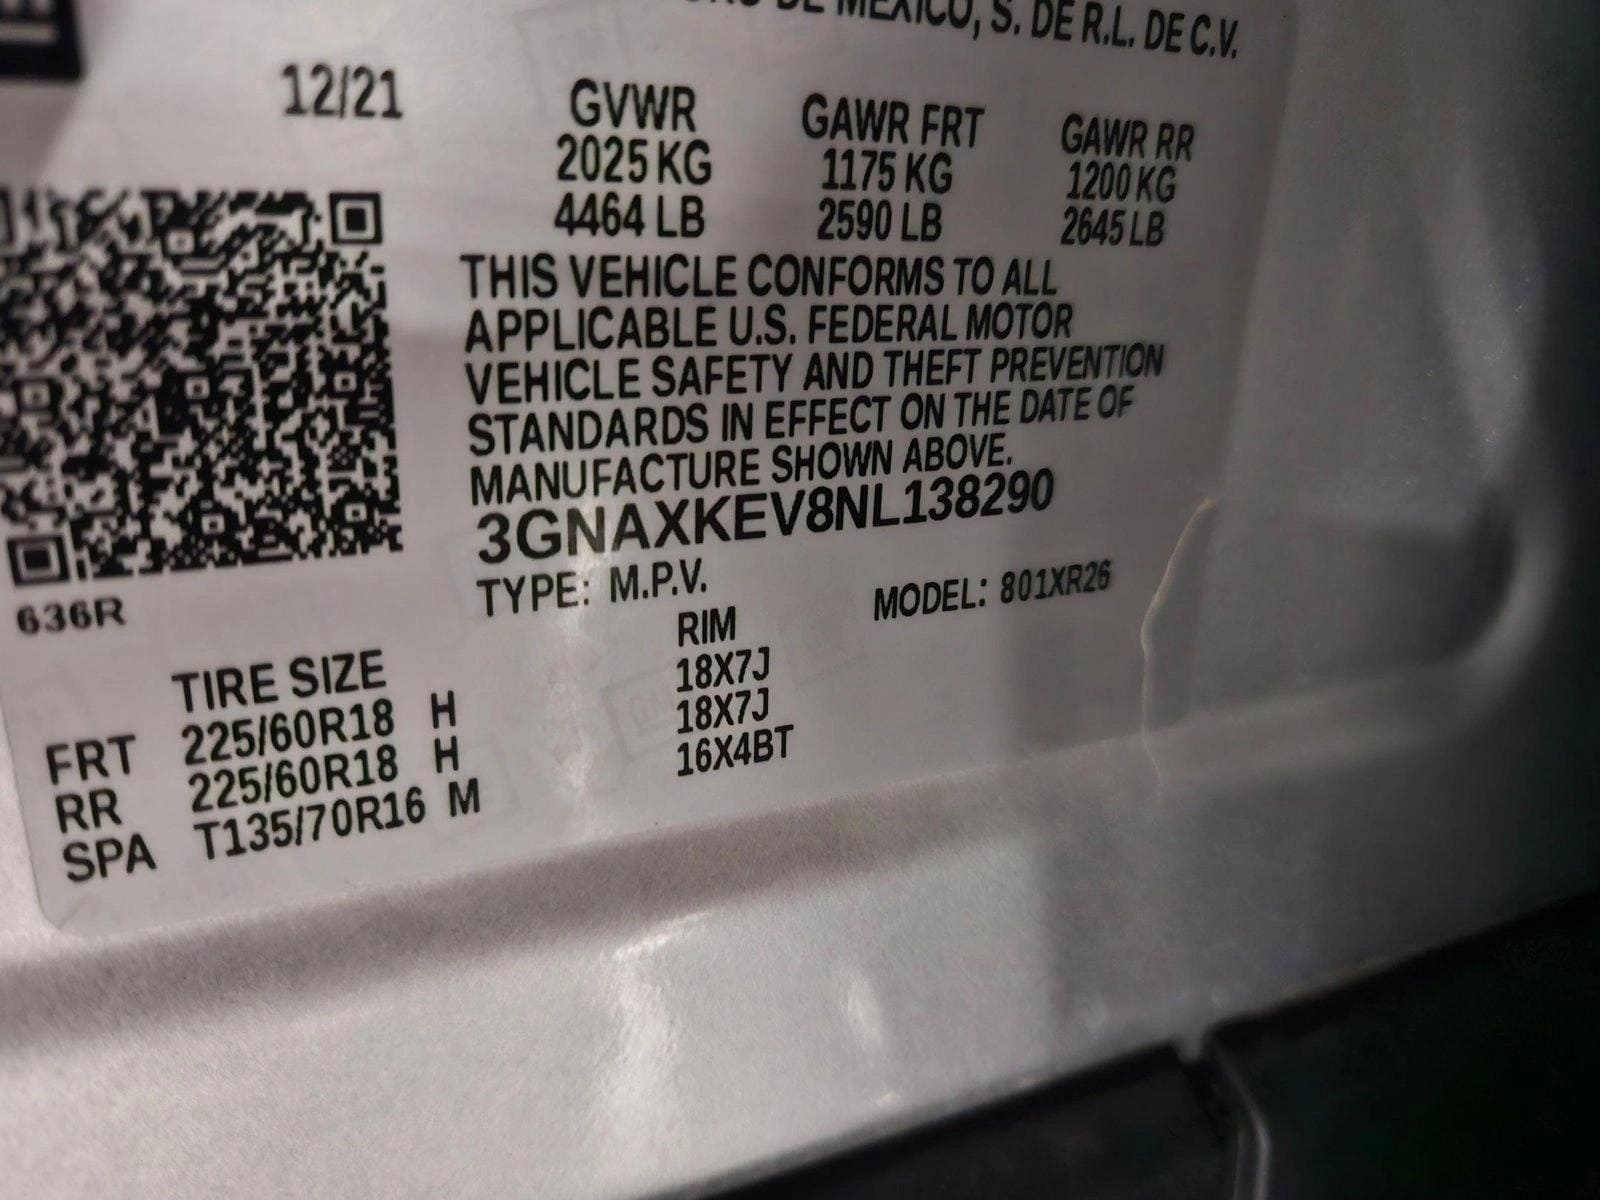 DE MEXICO, S. DE R.L. DE C.V.
12/21
GVWR GAWR FRT GAWR RR
2025 KG 1175 KG 1200 KG
4464 LB 2590 LB 2645 LB
THIS VEHICLE CONFORMS TO ALL
APPLICABLE U.S. FEDERAL MOTOR
VEHICLE SAFETY AND THEFT PREVENTION
STANDARDS IN EFFECT ON THE DATE OF
MANUFACTURE SHOWN ABOVE.
3GNAXKEV8NL138290
TYPE: M.P.V. MODEL: 801XR26
636R
TIRE SIZE RIM
FRT 225/60R18 H 18X7J
RR 225/60R18 H 18X7J
SPA T135/70R16 M 16X4BT